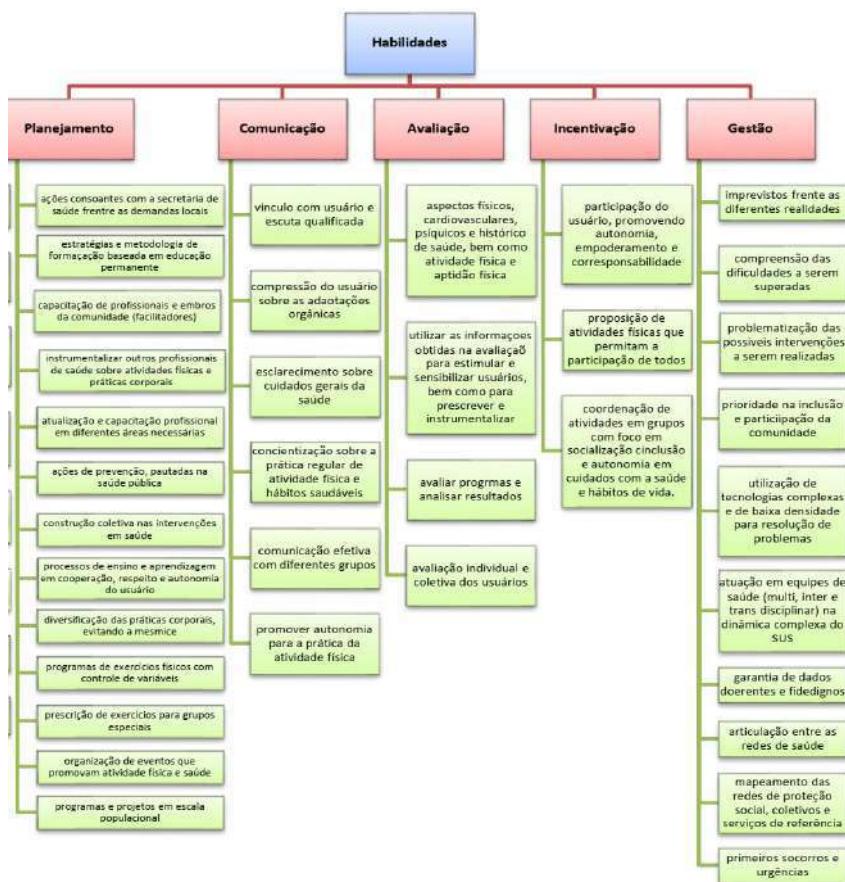 Habilidades
Planejamento
ações consoantes com a secretaria de
saúde frentre as demandas locais
estratégias e metodologia de
formaçação baseada em educação
permanente
capacitação de profissionais e embros
da comunidade (facilitadores)
instrumentalizar outros profissionais
de saúde sobre atividades físicas e
práticas corporais
atualização e capacitação profissional
em diferentes áreas necessárias
ações de prevenção, pautadas na
saúde pública
construção coletiva nas intervenções
em saúde
processos de ensino e aprendizagem
em cooperação, respeito e autonomia
do usuário
diversificação das práticas corporais,
evitando a mesmice
programas de exercícios físicos com
controle de variáveis
prescrição de exercícios para grupos
especiais
organização de eventos que
promovam atividade física e saúde
programas e projetos em escala
populacional
Comunicação
vinculo com usuário e
escuta qualificada
compressão do usuário
sobre as adaotações
orgânicas
esclarecimento sobre
cuidados gerais da
saúde
concientização sobre a
prática regular de
atividade física e
hábitos saudáveis
comunicação efetiva
com diferentes grupos
promover autonomia
para a prática da
atividade física
Avaliação
aspectos físicos,
cardiovasculares,
psíquicos e histórico
de saúde, bem como
atividade física e
aptidão física
utilizar as informaçoes
obtidas na avaliaçaõ
para estimular e
sensibilizar usuários,
bem como para
prescrever e
instrumentalizar
avaliar progrmas e
analisar resultados
avaliação individual e
coletiva dos usuários
Incentivação
participação do
usuário, promovendo
autonomia,
empoderamento e
corresponsabilidade
proposição de
atividades físicas que
permitam a
participação de todos
coordenação de
atividades em grupos
com foco em
socialização cinclusão
e autonomia em
cuidados com a saúde
e hábitos de vida.
Gestão
imprevistos frente as
diferentes realidades
compreensão das
dificuldades a serem
superadas
problematização das
possiveis intervenções
a serem realizadas
prioridade na inclusão
e particiipação da
comunidade
utilização de
tecnologias complexas
e de baixa densidade
para resolução de
problemas
atuação em equipes de
saúde (multi, inter e
trans disciplinar) na
dinâmica complexa do
SUS
garantia de dados
doerentes e fidedignos
articulação entre as
redes de saúde
mapeamento das
redes de proteção
social, coletivos e
serviços de referência
primeiros socorros e
urgências